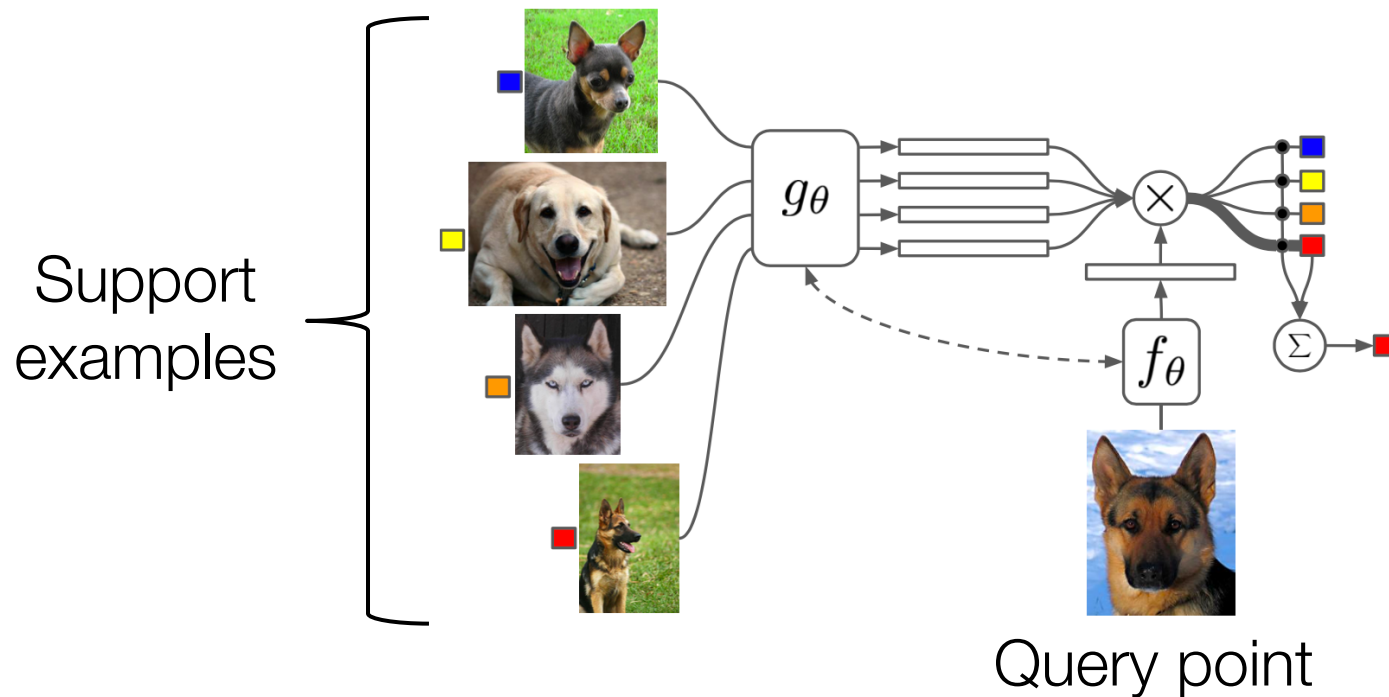 Support
examples
g_θ
×
f_θ
Σ
Query point